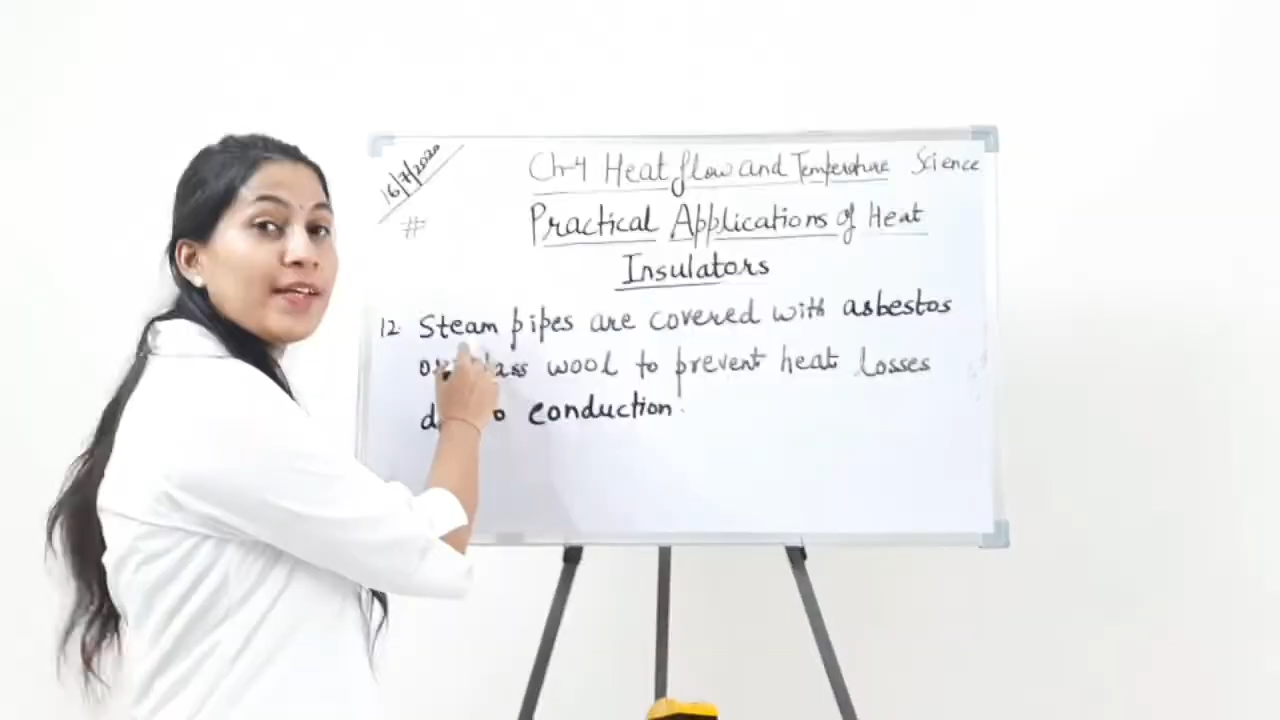 16/7/2020
Ch-4 Heat flow and Temperature Science
#
Practical Applications of Heat
Insulators
12. Steam pipes are covered with asbestos
wool to prevent heat losses
conduction.